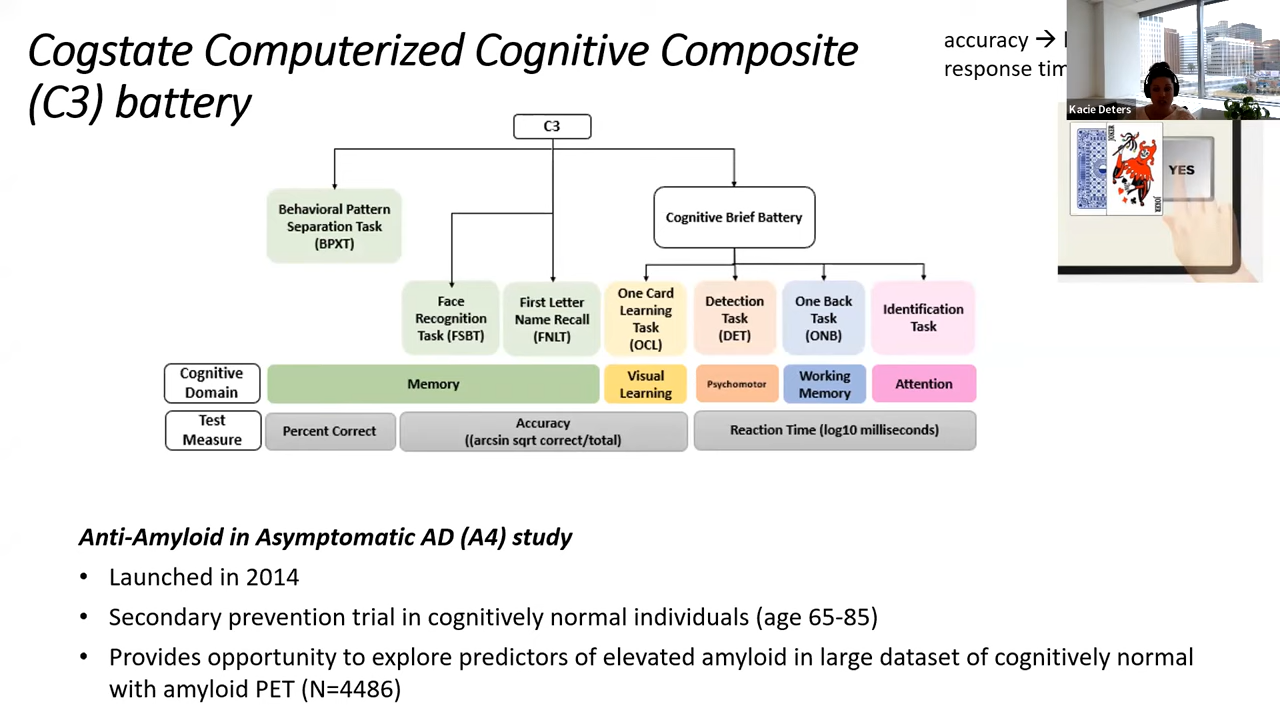 Cogstate Computerized Cognitive Composite
(C3) battery
accuracy →
response
Kacie Deters
JOKER
YES
JOKER
C3
Behavioral Pattern
Separation Task
(BPXT)
Cognitive Brief Battery
Face
Recognition
Task (FSBT)
First Letter
Name Recall
(FNLT)
One Card
Learning
Task
(OCL)
Detection
Task
(DET)
One Back
Task
(ONB)
Identification
Task
Cognitive
Domain
Memory
Visual
Learning
Psychomotor
Working
Memory
Attention
Test
Measure
Percent Correct
Accuracy
((arcsin sqrt correct/total)
Reaction Time (log10 milliseconds)
Anti-Amyloid in Asymptomatic AD (A4) study
• Launched in 2014
• Secondary prevention trial in cognitively normal individuals (age 65-85)
• Provides opportunity to explore predictors of elevated amyloid in large dataset of cognitively normal
with amyloid PET (N=4486)